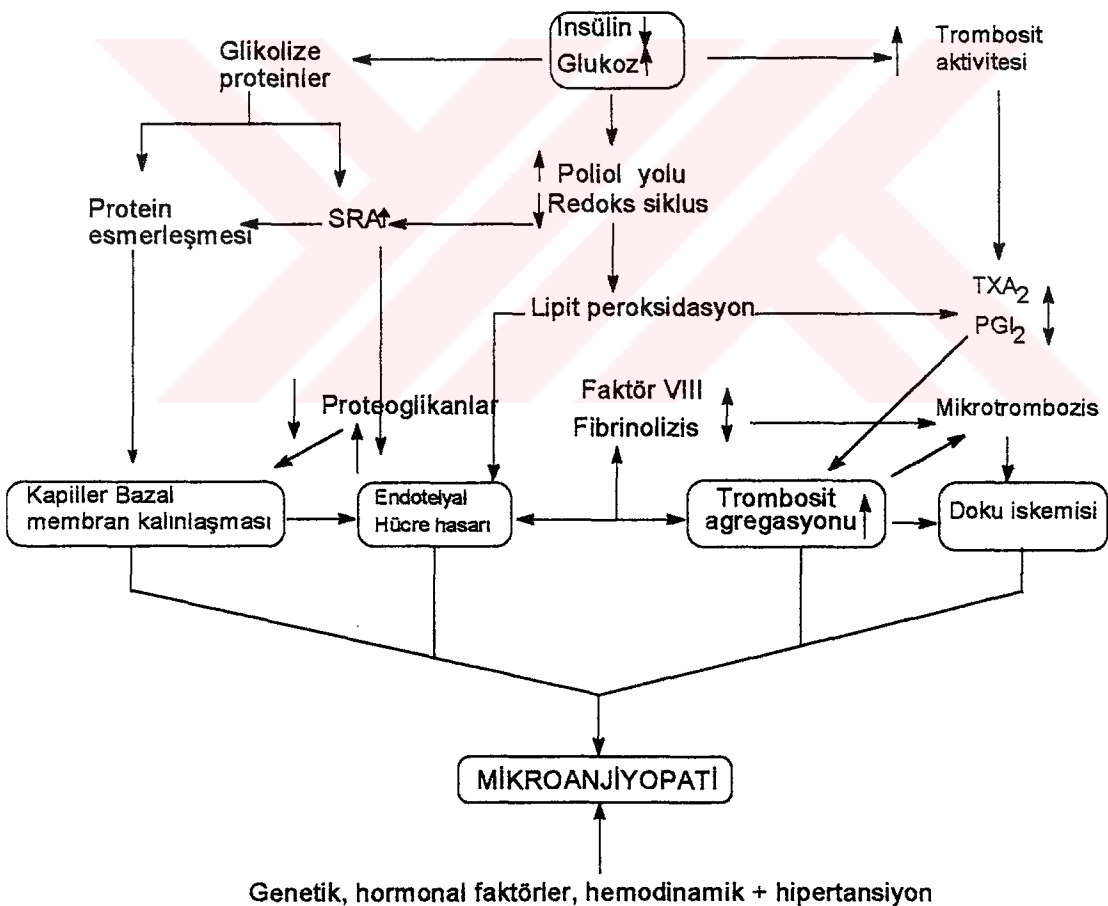 İnsülin
Glukoz
Glikolize
proteinler
Trombosit
aktivitesi
Poliol yolu
Redoks siklus
Protein
esmerleşmesi
SRA
Lipit peroksidasyon
TXA2
PGI2
Proteoglikanlar
Faktör VIII
Fibrinolizis
Mikrotrombozis
Kapiller Bazal
membran kalınlaşması
Endotelyal
Hücre hasarı
Trombosit
agregasyonu
Doku iskemisi
MİKROANJİYOPATİ
Genetik, hormonal faktörler, hemodinamik + hipertansiyon